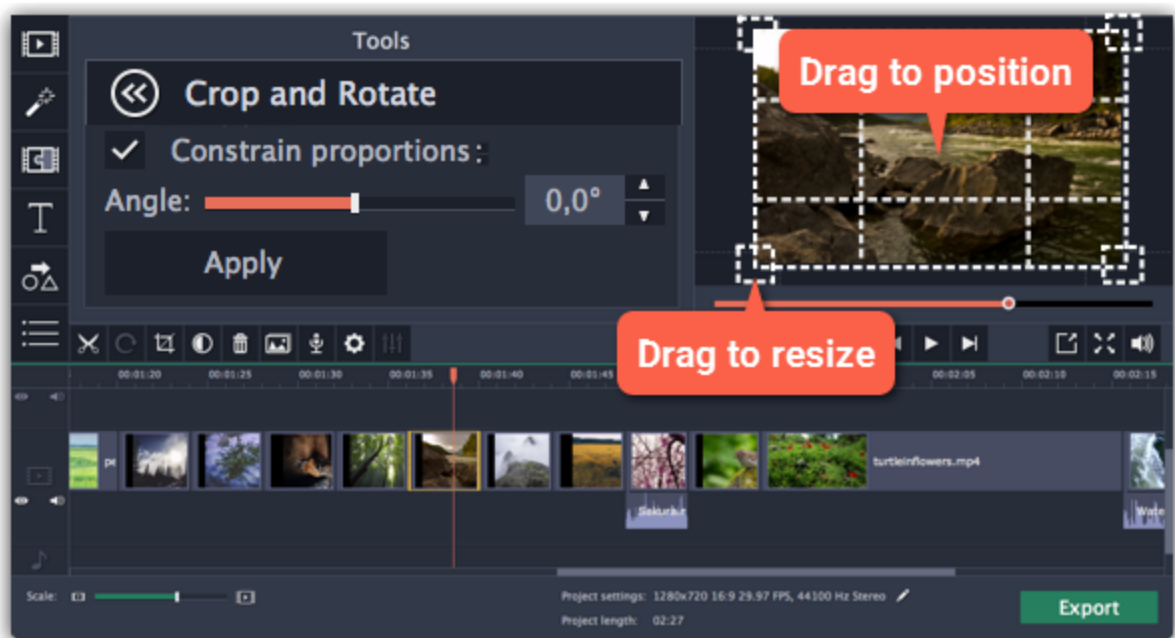 Tools
Crop and Rotate
Constrain proportions:
Angle:
0,0°
Apply
Drag to position
Drag to resize
T
00:01:20 00:01:25 00:01:30 00:01:35 00:01:40 00:01:45 00:02:05 00:02:10 00:02:15
turtleinflowers.mp4
Sakura.r
Wate
Scale:
Project settings: 1280x720 16:9 29.97 FPS, 44100 Hz Stereo
Project length: 02:27
Export